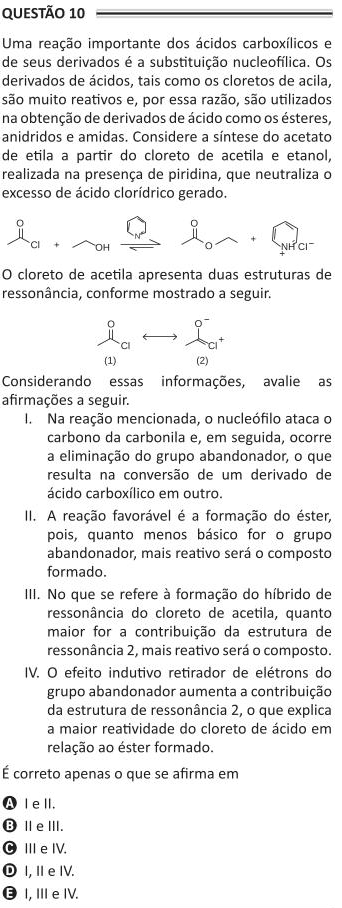 QUESTÃO 10
Uma reação importante dos ácidos carboxílicos e
de seus derivados é a substituição nucleofílica. Os
derivados de ácidos, tais como os cloretos de acila,
são muito reativos e, por essa razão, são utilizados
na obtenção de derivados de ácido como os ésteres,
anidridos e amidas. Considere a síntese do acetato
de etila a partir do cloreto de acetila e etanol,
realizada na presença de piridina, que neutraliza o
excesso de ácido clorídrico gerado.
O Cl + OH N O O + NH Cl⁻ +
O cloreto de acetila apresenta duas estruturas de
ressonância, conforme mostrado a seguir.
O Cl O⁻ Cl⁺
(1) (2)
Considerando essas informações, avalie as
afirmações a seguir.
I. Na reação mencionada, o nucleófilo ataca o
carbono da carbonila e, em seguida, ocorre
a eliminação do grupo abandonador, o que
resulta na conversão de um derivado de
ácido carboxílico em outro.
II. A reação favorável é a formação do éster,
pois, quanto menos básico for o grupo
abandonador, mais reativo será o composto
formado.
III. No que se refere à formação do híbrido de
ressonância do cloreto de acetila, quanto
maior for a contribuição da estrutura de
ressonância 2, mais reativo será o composto.
IV. O efeito indutivo retirador de elétrons do
grupo abandonador aumenta a contribuição
da estrutura de ressonância 2, o que explica
a maior reatividade do cloreto de ácido em
relação ao éster formado.
É correto apenas o que se afirma em
A I e II.
B II e III.
C III e IV.
D I, II e IV.
E I, III e IV.